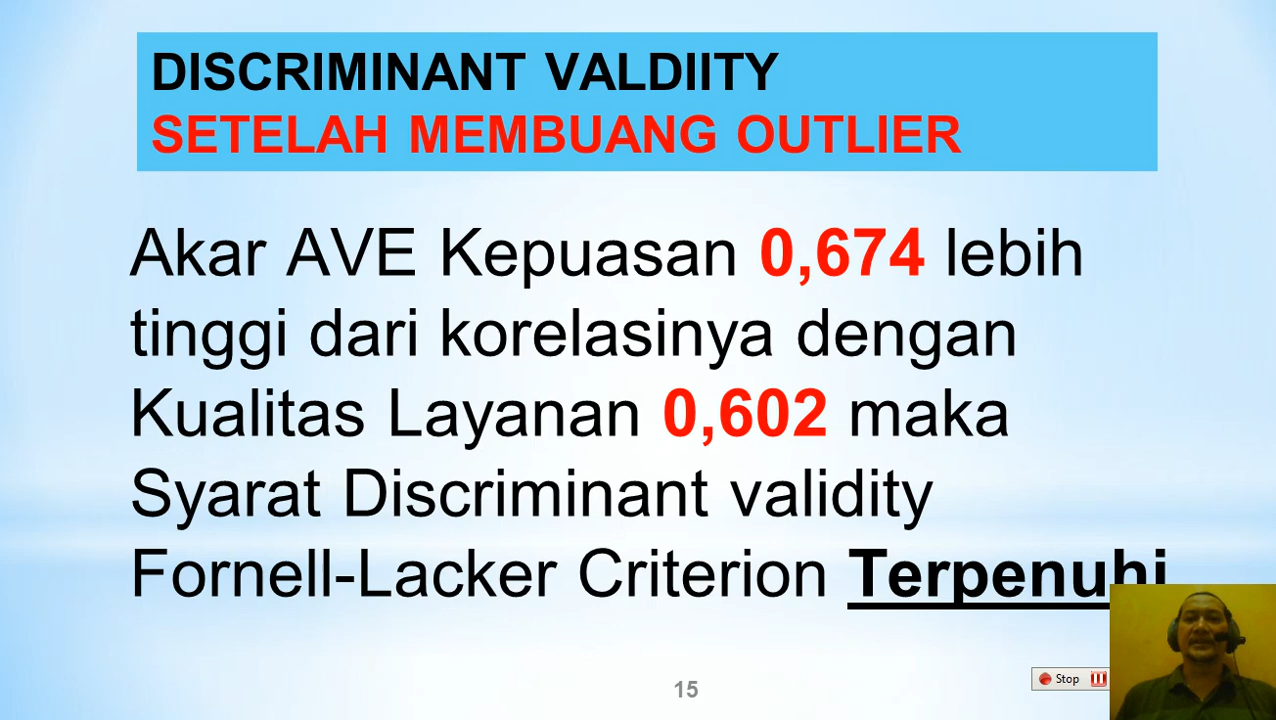 DISCRIMINANT VALDIITY
SETELAH MEMBUANG OUTLIER
Akar AVE Kepuasan 0,674 lebih
tinggi dari korelasinya dengan
Kualitas Layanan 0,602 maka
Syarat Discriminant validity
Fornell-Lacker Criterion Terpenuhi
15
Stop